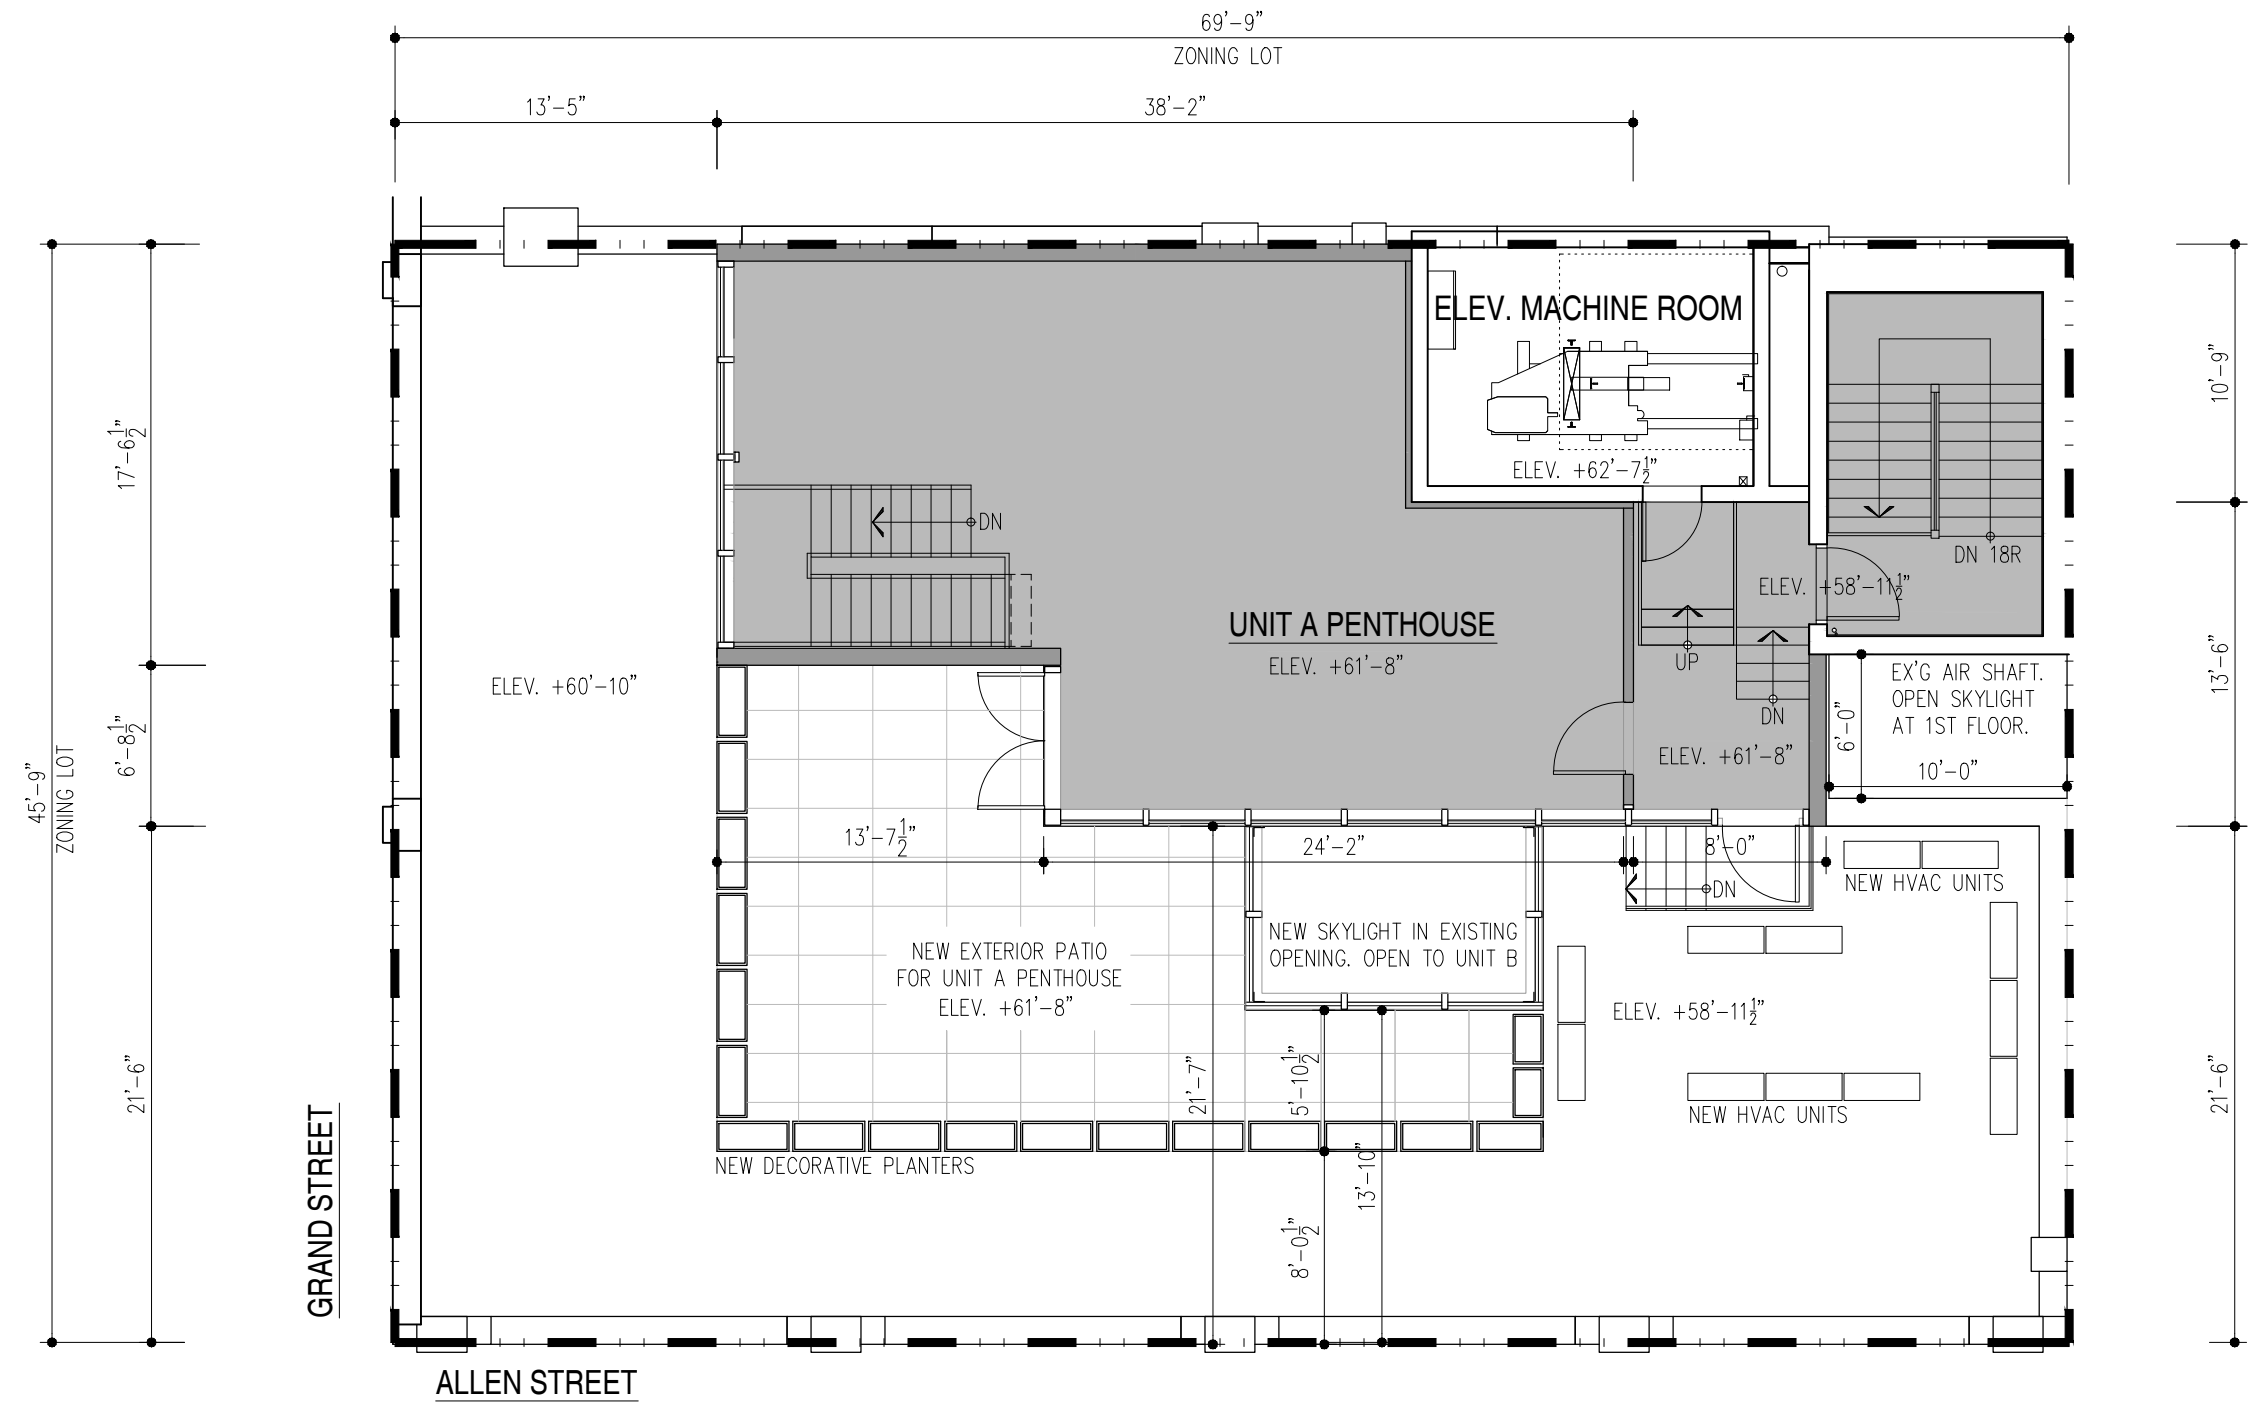 69'-9"
ZONING LOT
13'-5"
38'-2"
ELEV. MACHINE ROOM
10'-9"
17'-6½"
ELEV. +62'-7½"
DN
DN 18R
ELEV. +58'-11½"
UNIT A PENTHOUSE
ELEV. +61'-8"
UP
DN
13'-6"
ELEV. +60'-10"
EX'G AIR SHAFT.
OPEN SKYLIGHT
AT 1ST FLOOR.
6'-0"
10'-0"
ELEV. +61'-8"
6'-8½"
45'-9"
ZONING LOT
13'-7½"
24'-2"
8'-0"
DN
NEW HVAC UNITS
NEW EXTERIOR PATIO
FOR UNIT A PENTHOUSE
ELEV. +61'-8"
NEW SKYLIGHT IN EXISTING
OPENING. OPEN TO UNIT B
ELEV. +58'-11½"
21'-6"
21'-7"
5'-10½"
21'-6"
NEW HVAC UNITS
NEW DECORATIVE PLANTERS
13'-10"
8'-0½"
GRAND STREET
ALLEN STREET